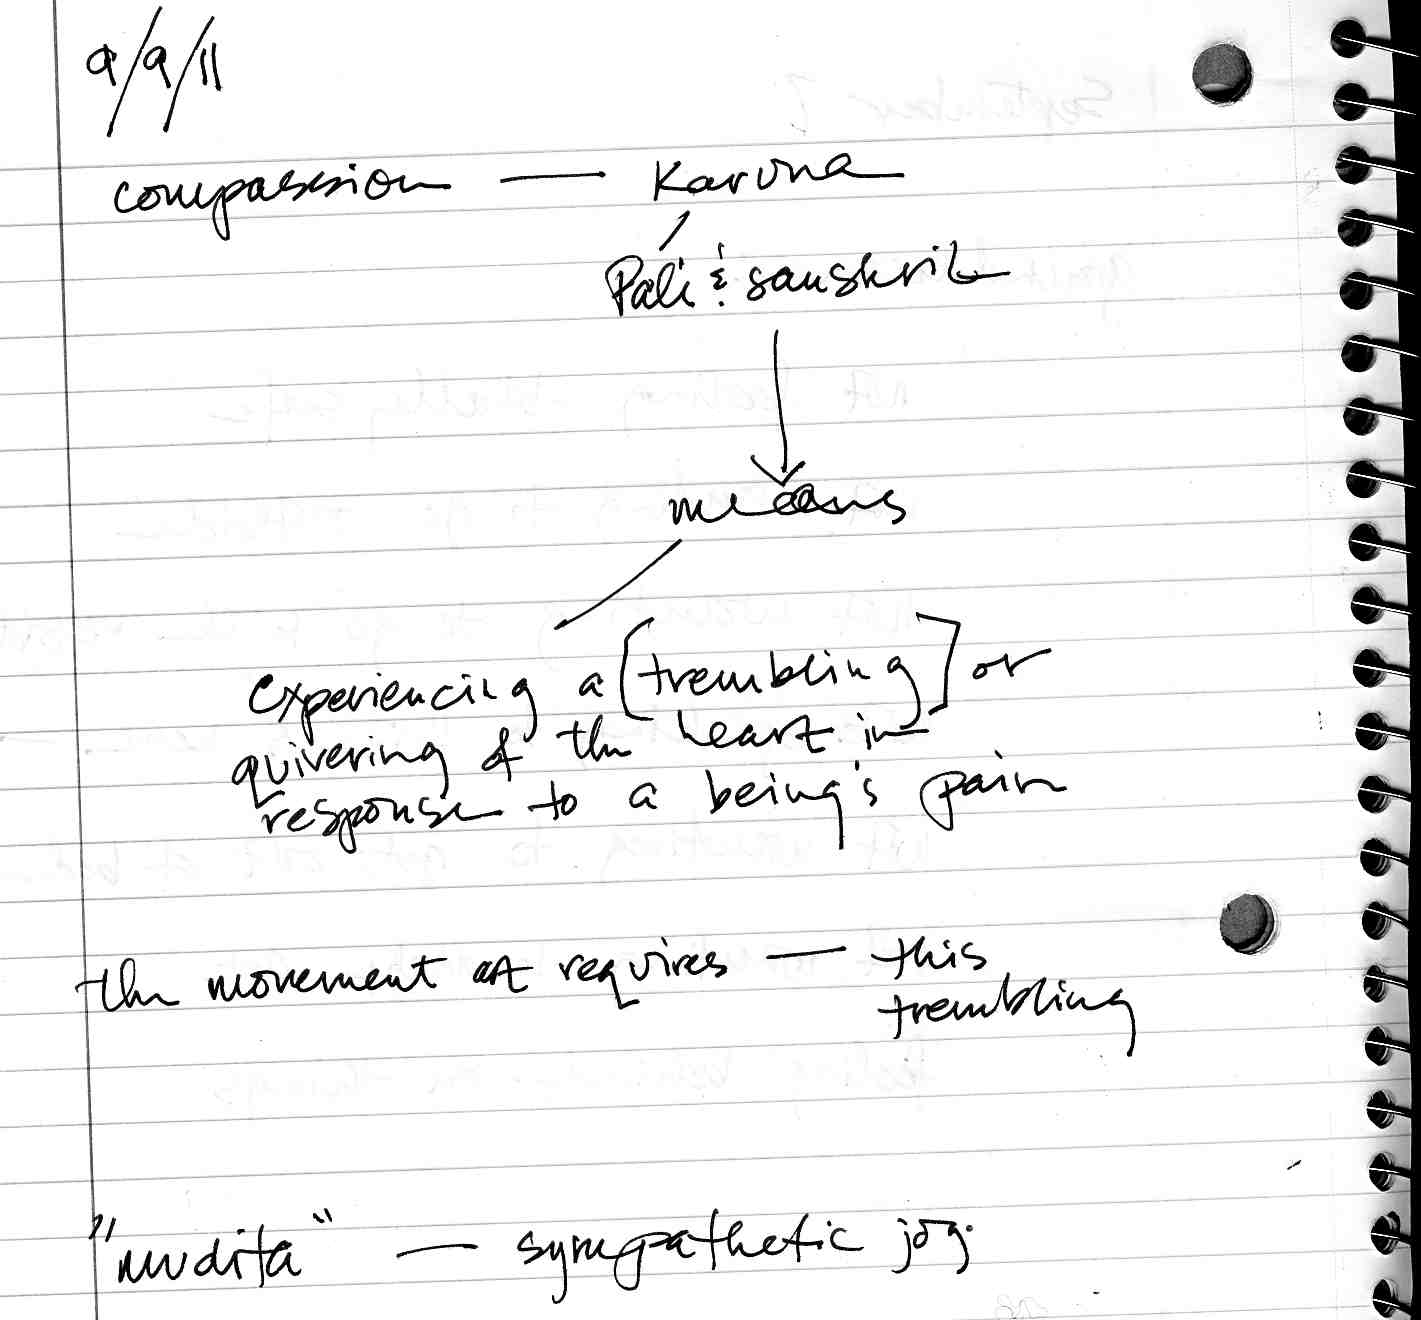 9/9/11
compassion — Karuna
Pali & sanskrit
means
experiencing a [trembling] or
quivering of the heart in
response to a being's pain
the movement art requires — this
trembling
"mudita" — sympathetic joy.